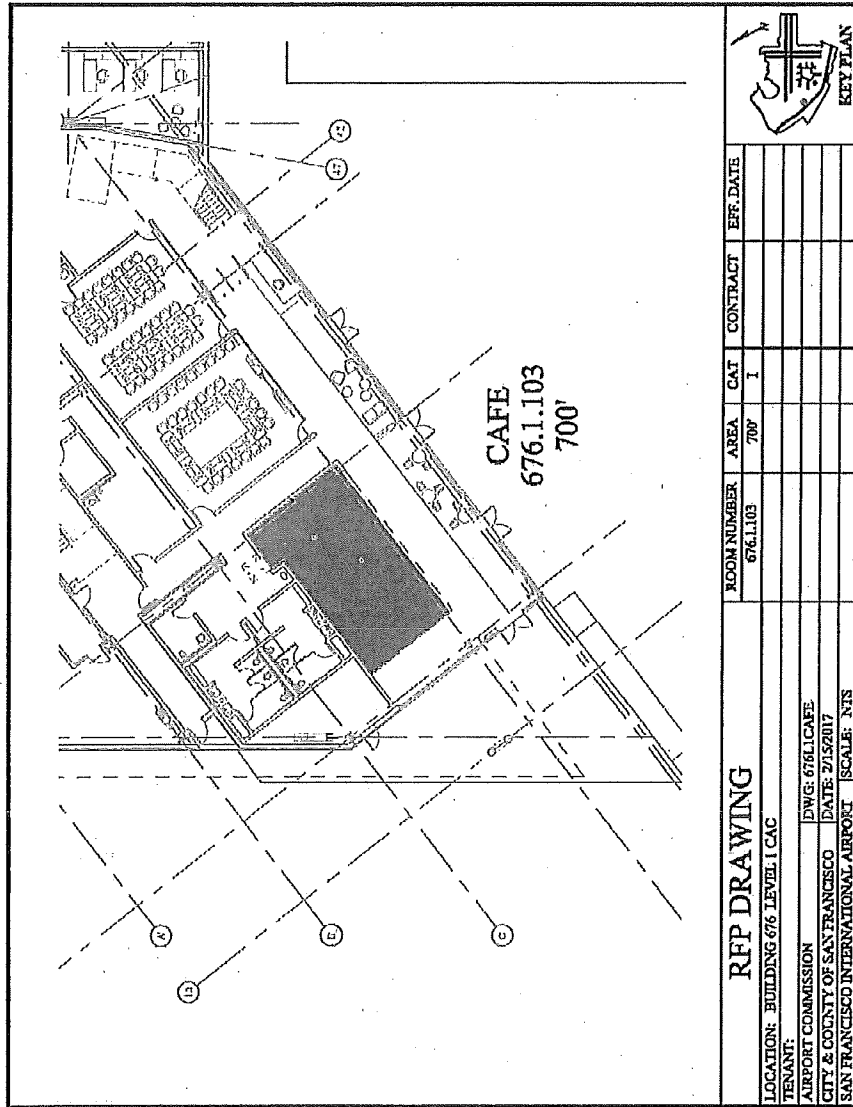 CAFE
676.1.103
700'
RFP DRAWING
LOCATION: BUILDING 676 LEVEL 1 CAC
TENANT:
AIRPORT COMMISSION
DWG: 676L1CAFE
CITY & COUNTY OF SAN FRANCISCO
DATE: 2/15/2017
SAN FRANCISCO INTERNATIONAL AIRPORT
SCALE: NTS
ROOM NUMBER
AREA
CAT
CONTRACT
EFF. DATE
676.1.103
700'
1
N
KEY PLAN